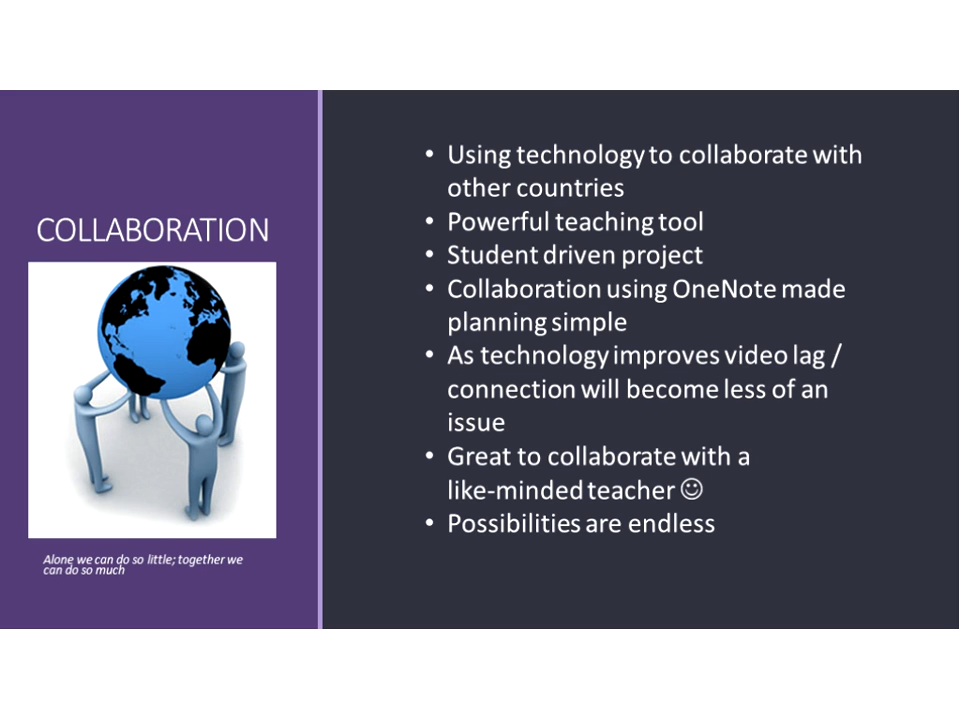 COLLABORATION
Alone we can do so little; together we
can do so much
• Using technology to collaborate with
other countries
• Powerful teaching tool
• Student driven project
• Collaboration using OneNote made
planning simple
• As technology improves video lag /
connection will become less of an
issue
• Great to collaborate with a
like-minded teacher ☺
• Possibilities are endless